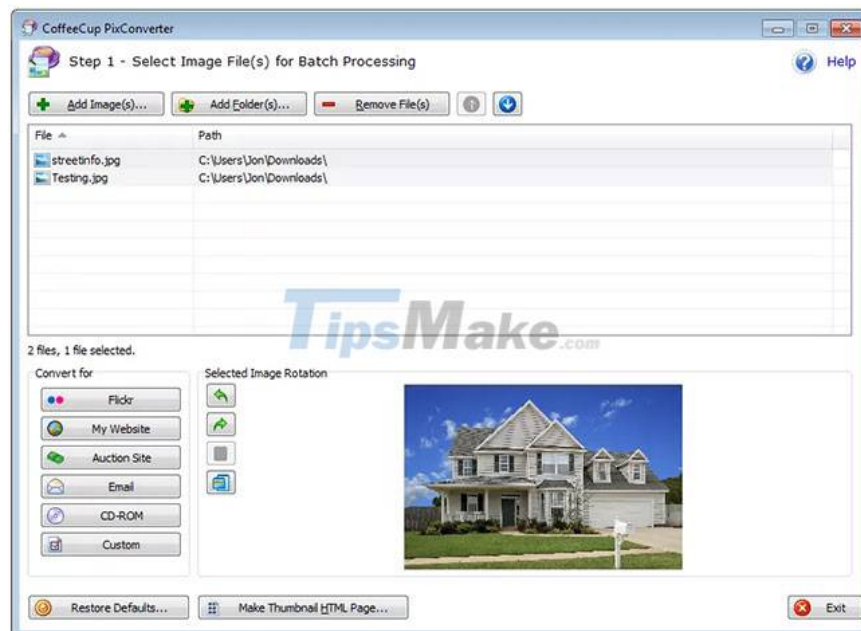 CoffeeCup PixConverter
Step 1 - Select Image File(s) for Batch Processing
Help
Add Image(s)... Add Folder(s)... Remove File(s)
File Path
streetinfo.jpg C:\Users\Jon\Downloads\
Testing.jpg C:\Users\Jon\Downloads\
TipsMake.com
2 files, 1 file selected.
Convert for
Selected Image Rotation
Flickr
My Website
Auction Site
Email
CD-ROM
Custom
Restore Defaults... Make Thumbnail HTML Page... Exit